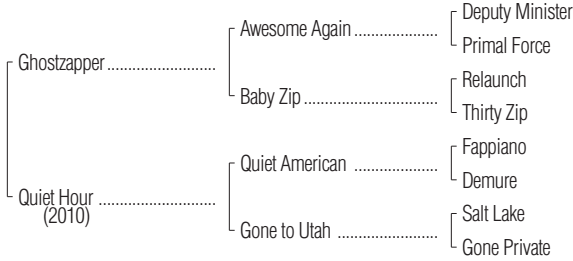 Deputy Minister
Awesome Again ....................
Primal Force
Ghostzapper ..........................
Relaunch
Baby Zip ................................
Thirty Zip
Fappiano
Quiet American ....................
Demure
Quiet Hour ............................
(2010)
Salt Lake
Gone to Utah ........................
Gone Private